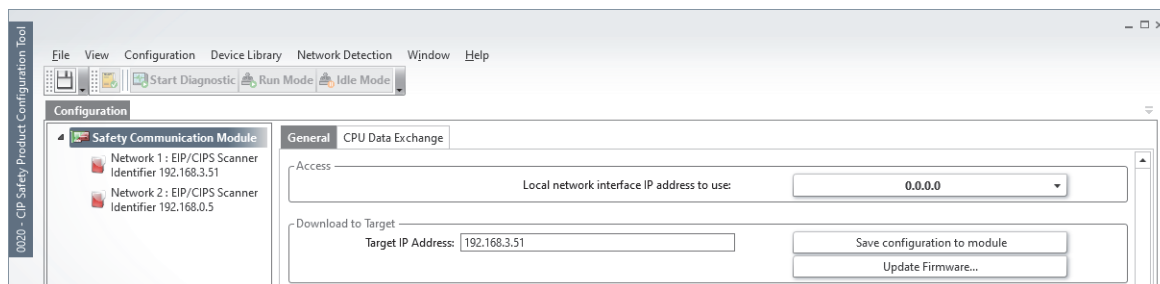 0020 - CIP Safety Product Configuration Tool
File View Configuration Device Library Network Detection Window Help
Start Diagnostic Run Mode Idle Mode
Configuration
Safety Communication Module
Network 1 : EIP/CIPS Scanner
Identifier 192.168.3.51
Network 2 : EIP/CIPS Scanner
Identifier 192.168.0.5
General CPU Data Exchange
Access
Local network interface IP address to use: 0.0.0.0
Download to Target
Target IP Address: 192.168.3.51 Save configuration to module
Update Firmware...